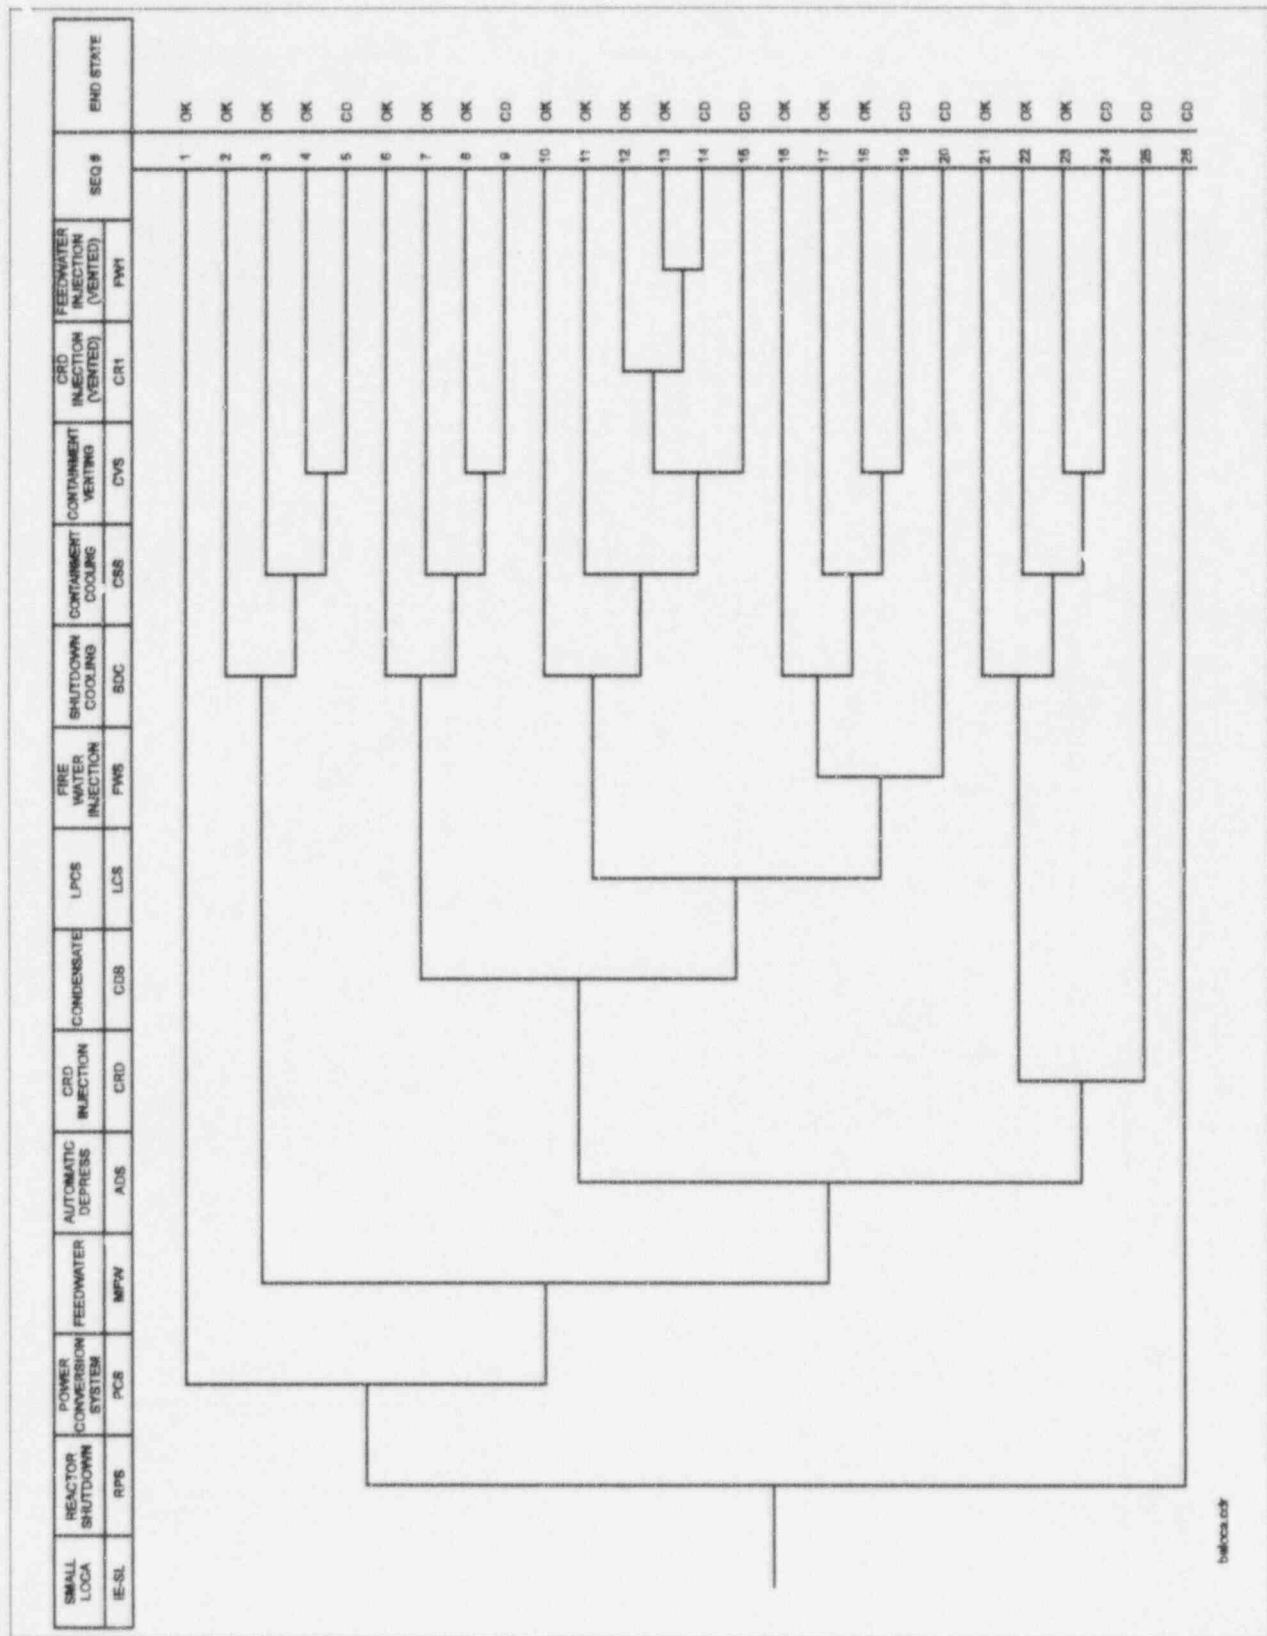 SMALL
LOCA
IE-SL
REACTOR
SHUTDOWN
RPS
POWER
CONVERSION
SYSTEM
PCS
FEEDWATER
MFW
AUTOMATIC
DEPRESS
ADS
CRD
INJECTION
CRD
CONDENSATE
CDS
LPCS
LCS
FIRE
WATER
INJECTION
FWS
SHUTDOWN
COOLING
SDC
CONTAINMENT
COOLING
CSS
CONTAINMENT
VENTING
CVS
CRD
INJECTION
(VENTED)
CR1
FEEDWATER
INJECTION
(VENTED)
FW1
SEQ #
END STATE
1 OK
2 OK
3 OK
4 OK
5 CD
6 OK
7 OK
8 OK
9 CD
10 OK
11 OK
12 OK
13 OK
14 CD
15 CD
16 OK
17 OK
18 OK
19 CD
20 CD
21 OK
22 OK
23 OK
24 CD
25 CD
26 CD